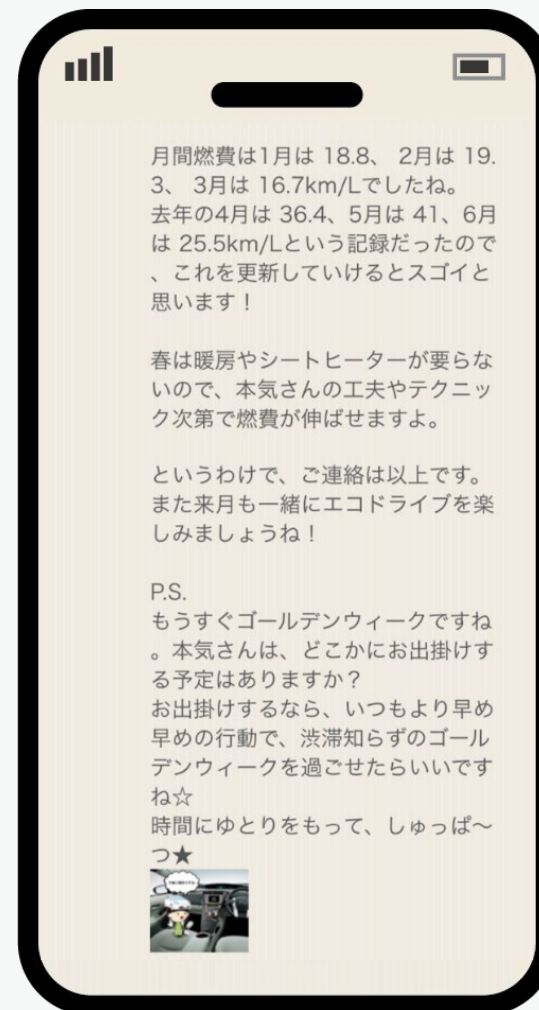 月間燃費は1月は 18.8、 2月は 19.
3、 3月は 16.7km/Lでしたね。
去年の4月は 36.4、5月は 41、6月
は 25.5km/Lという記録だったので
、これを更新していけるとスゴイと
思います！
春は暖房やシートヒーターが要らな
いので、本気さんの工夫やテクニッ
ク次第で燃費が伸ばせますよ。
というわけで、ご連絡は以上です。
また来月も一緒にエコドライブを楽
しみましょうね！
P.S.
もうすぐゴールデンウィークですね
。本気さんは、どこかにお出掛けす
る予定はありますか？
お出掛けするなら、いつもより早め
早めの行動で、渋滞知らずのゴール
デンウィークを過ごせたらいいです
ね☆
時間にゆとりをもって、しゅっぱ〜
つ★